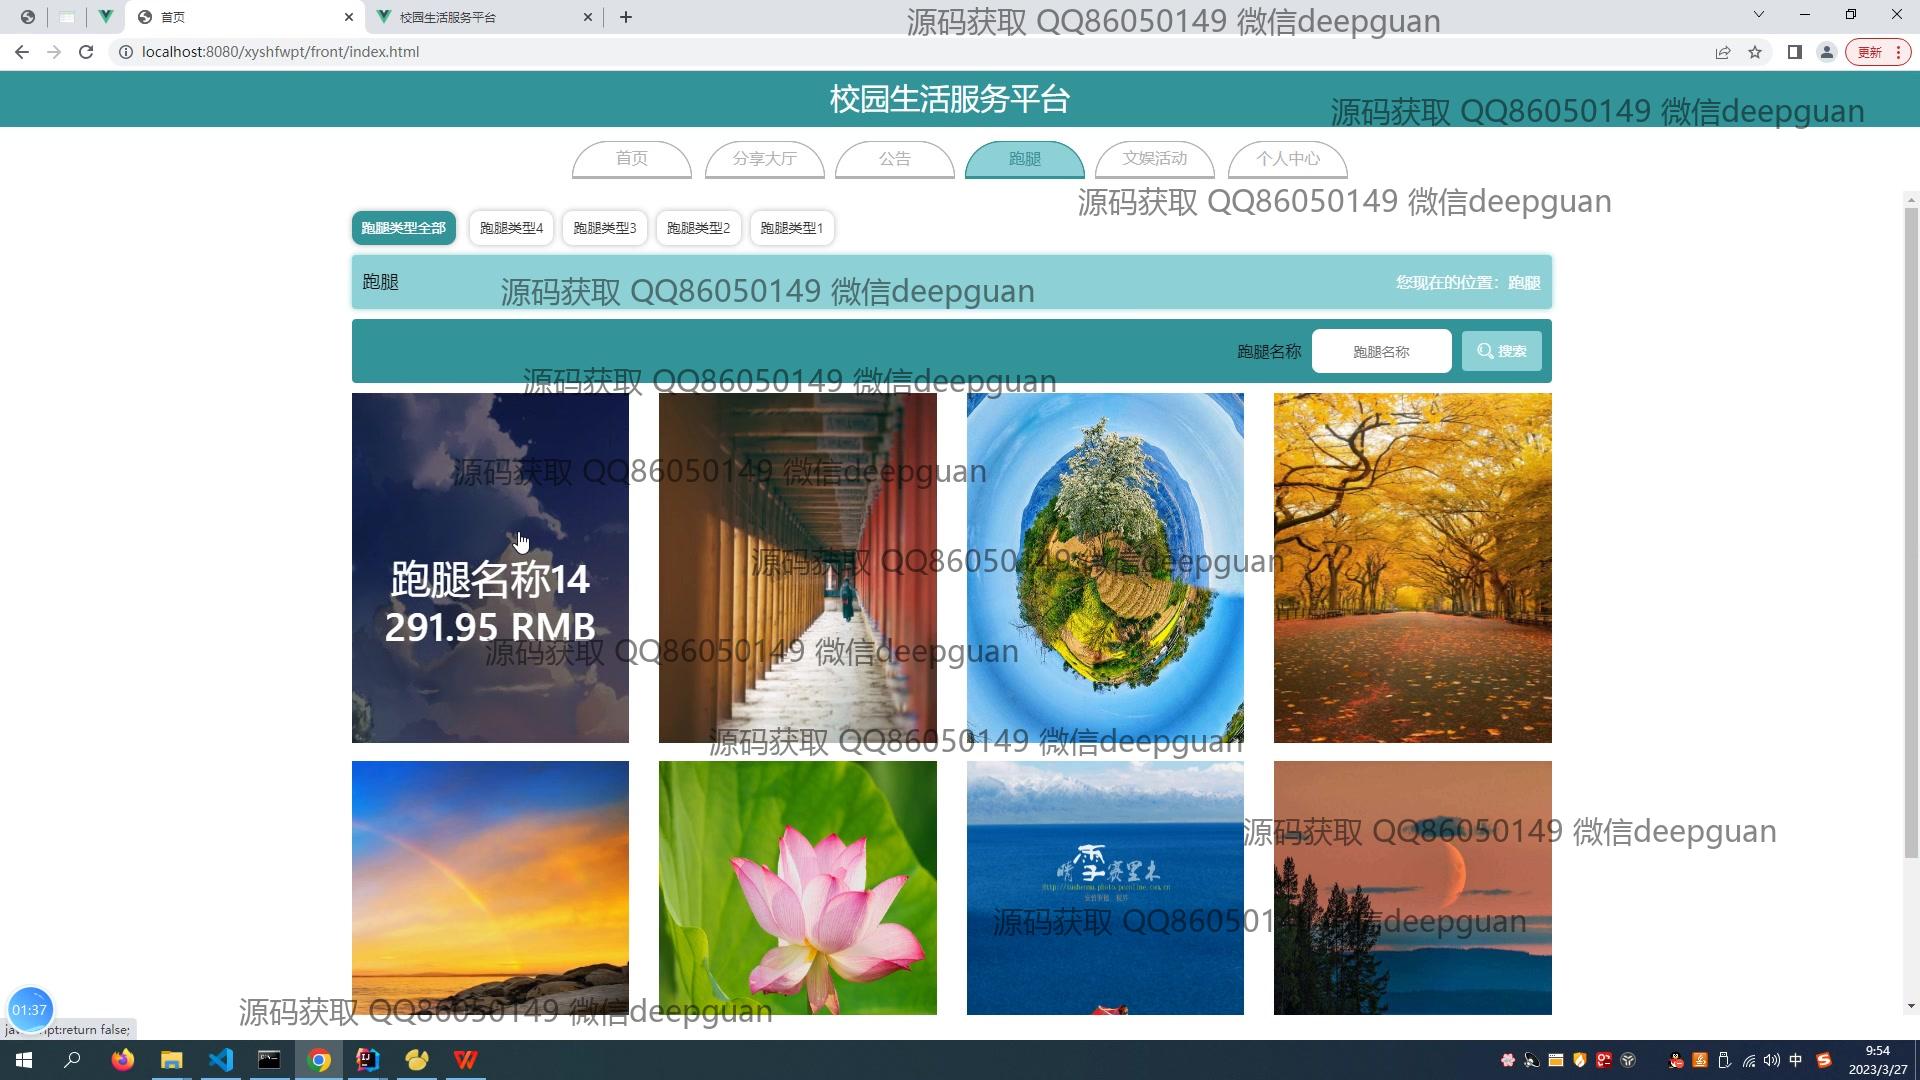 首页
校园生活服务平台
源码获取 QQ86050149 微信deepguan
localhost:8080/xyshfwpt/front/index.html
更新
校园生活服务平台
源码获取 QQ86050149 微信deepguan
首页
分享大厅
公告
跑腿
文娱活动
个人中心
源码获取 QQ86050149 微信deepguan
跑腿类型全部
跑腿类型4
跑腿类型3
跑腿类型2
跑腿类型1
跑腿
源码获取 QQ86050149 微信deepguan
您现在的位置：跑腿
跑腿名称
跑腿名称
搜索
源码获取 QQ86050149 微信deepguan
源码获取 QQ86050149 微信deepguan
源码获取 QQ86050149 微信deepguan
跑腿名称14
291.95 RMB
源码获取 QQ86050149 微信deepguan
源码获取 QQ86050149 微信deepguan
源码获取 QQ86050149 微信deepguan
源码获取 QQ86050149 微信deepguan
源码获取 QQ86050149 微信deepguan
01:37
中
9:54
2023/3/27